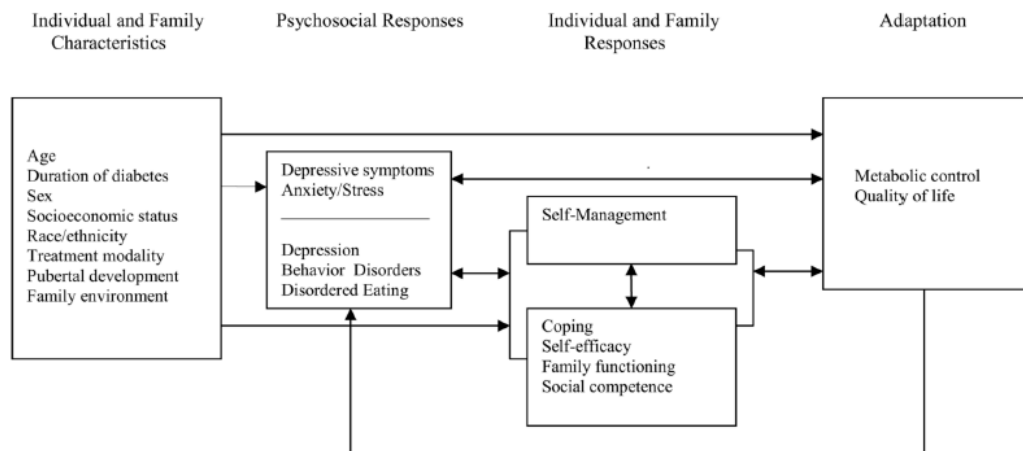 Individual and Family
Characteristics
Psychosocial Responses
Individual and Family
Responses
Adaptation
Age
Duration of diabetes
Sex
Socioeconomic status
Race/ethnicity
Treatment modality
Pubertal development
Family environment
Depressive symptoms
Anxiety/Stress
Depression
Behavior Disorders
Disordered Eating
Self-Management
Coping
Self-efficacy
Family functioning
Social competence
Metabolic control
Quality of life